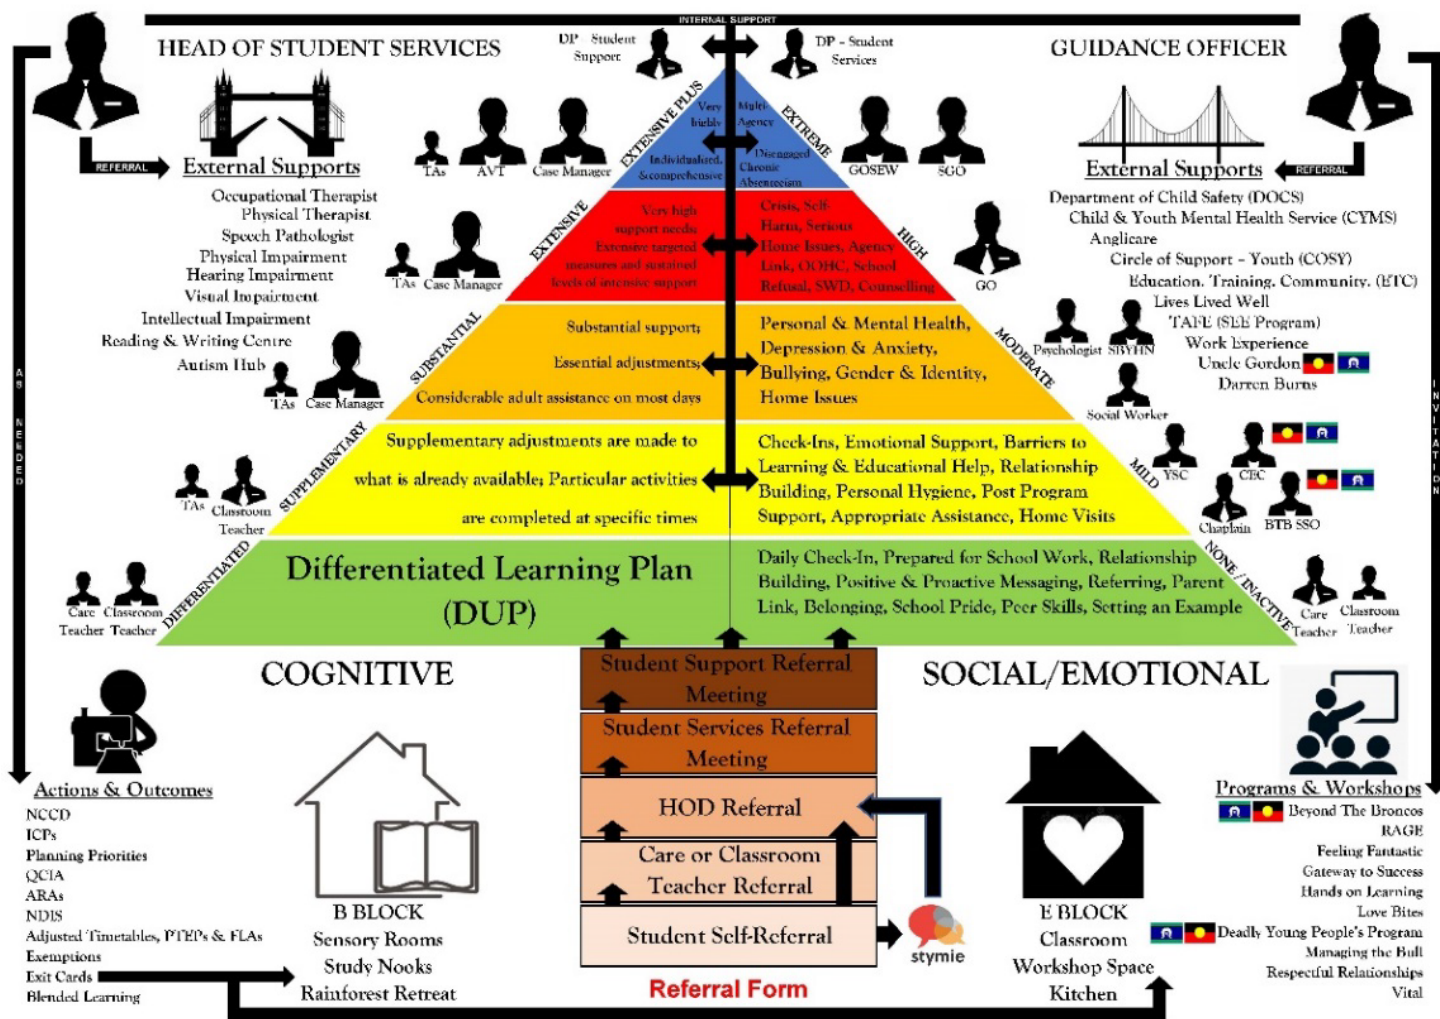 INTERNAL SUPPORT
HEAD OF STUDENT SERVICES
DP - Student
Support
DP - Student
Services
GUIDANCE OFFICER
REFERRAL
External Supports
Occupational Therapist
Physical Therapist
Speech Pathologist
Physical Impairment
Hearing Impairment
Visual Impairment
Intellectual Impairment
Reading & Writing Centre
Autism Hub
AS NEEDED
TAs
AVT
Case Manager
TAs
Case Manager
TAs
Case Manager
TAs
Classroom
Teacher
Care
Teacher
Classroom
Teacher
EXTENSIVE PLUS
EXTENSIVE
SUBSTANTIAL
SUPPLEMENTARY
DIFFERENTIATED
Very
highly
Individualised,
& comprehensive
Multi-
Agency
Disengaged
Chronic
Absenteeism
Very high
support needs;
Extensive targeted
measures and sustained
levels of intensive support
Crisis, Self-
Harm, Serious
Home Issues, Agency
Link, OOHC, School
Refusal, SWD, Counselling
Substantial support;
Essential adjustments;
Considerable adult assistance on most days
Personal & Mental Health,
Depression & Anxiety,
Bullying, Gender & Identity,
Home Issues
Supplementary adjustments are made to
what is already available; Particular activities
are completed at specific times
Check-Ins, Emotional Support, Barriers to
Learning & Educational Help, Relationship
Building, Personal Hygiene, Post Program
Support, Appropriate Assistance, Home Visits
Differentiated Learning Plan
(DUP)
Daily Check-In, Prepared for School Work, Relationship
Building, Positive & Proactive Messaging, Referring, Parent
Link, Belonging, School Pride, Peer Skills, Setting an Example
EXTREME
HIGH
MODERATE
MILD
NONE / INACTIVE
GOSEW
SGO
GO
Psychologist
SBYHN
Social Worker
YSC
CEC
Chaplain
BTB SSO
Care
Teacher
Classroom
Teacher
REFERRAL
External Supports
Department of Child Safety (DOCS)
Child & Youth Mental Health Service (CYMS)
Anglicare
Circle of Support - Youth (COSY)
Education. Training. Community. (ETC)
Lives Lived Well
TAFE (SEE Program)
Work Experience
Uncle Gordon
Darren Burns
INVITATION
COGNITIVE
SOCIAL/EMOTIONAL
Student Support Referral
Meeting
Student Services Referral
Meeting
HOD Referral
Care or Classroom
Teacher Referral
Student Self-Referral
stymie
Referral Form
Actions & Outcomes
NCCD
ICPs
Planning Priorities
QCIA
ARAs
NDIS
Adjusted Timetables, PTEPs & FLAs
Exemptions
Exit Cards
Blended Learning
B BLOCK
Sensory Rooms
Study Nooks
Rainforest Retreat
E BLOCK
Classroom
Workshop Space
Kitchen
Programs & Workshops
Beyond The Broncos
RAGE
Feeling Fantastic
Gateway to Success
Hands on Learning
Love Bites
Deadly Young People's Program
Managing the Bull
Respectful Relationships
Vital